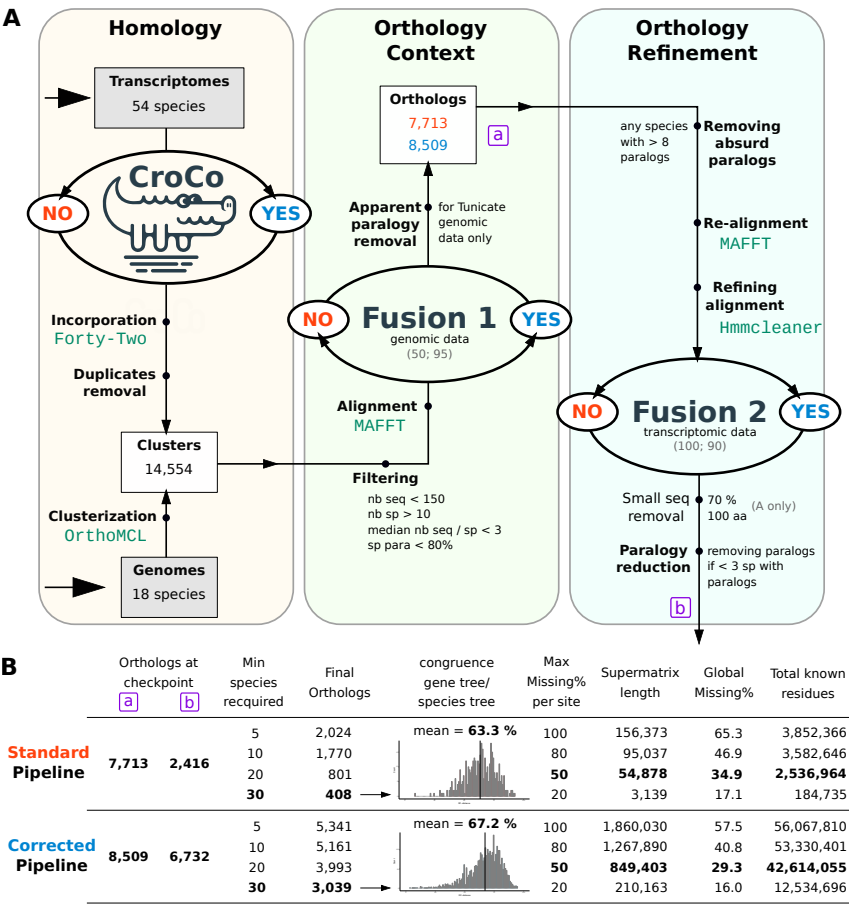 A
Homology
Transcriptomes
54 species
CroCo
NO
YES
Incorporation
Forty-Two
Duplicates
removal
Clusters
14,554
Clusterization
OrthoMCL
Genomes
18 species
Orthology
Context
Orthologs
7,713
8,509
a
Apparent
paralogy
removal
for Tunicate
genomic
data only
NO
Fusion 1
YES
genomic data
(50; 95)
Alignment
MAFFT
Filtering
nb seq < 150
nb sp > 10
median nb seq / sp < 3
sp para < 80%
Orthology
Refinement
any species
with > 8
paralogs
Removing
absurd
paralogs
Re-alignment
MAFFT
Refining
alignment
Hmmcleaner
NO
Fusion 2
YES
transcriptomic data
(100; 90)
Small seq
removal
70 %
100 aa
(A only)
Paralogy
reduction
removing paralogs
if < 3 sp with
paralogs
b
B
Orthologs at
checkpoint
a b
Min
species
recquired
Final
Orthologs
congruence
gene tree/
species tree
Max
Missing%
per site
Supermatrix
length
Global
Missing%
Total known
residues
Standard
Pipeline
7,713 2,416
mean = 63.3 %
5 2,024 100 156,373 65.3 3,852,366
10 1,770 80 95,037 46.9 3,582,646
20 801 50 54,878 34.9 2,536,964
30 408 20 3,139 17.1 184,735
Corrected
Pipeline
8,509 6,732
mean = 67.2 %
5 5,341 100 1,860,030 57.5 56,067,810
10 5,161 80 1,267,890 40.8 53,330,401
20 3,993 50 849,403 29.3 42,614,055
30 3,039 20 210,163 16.0 12,534,696